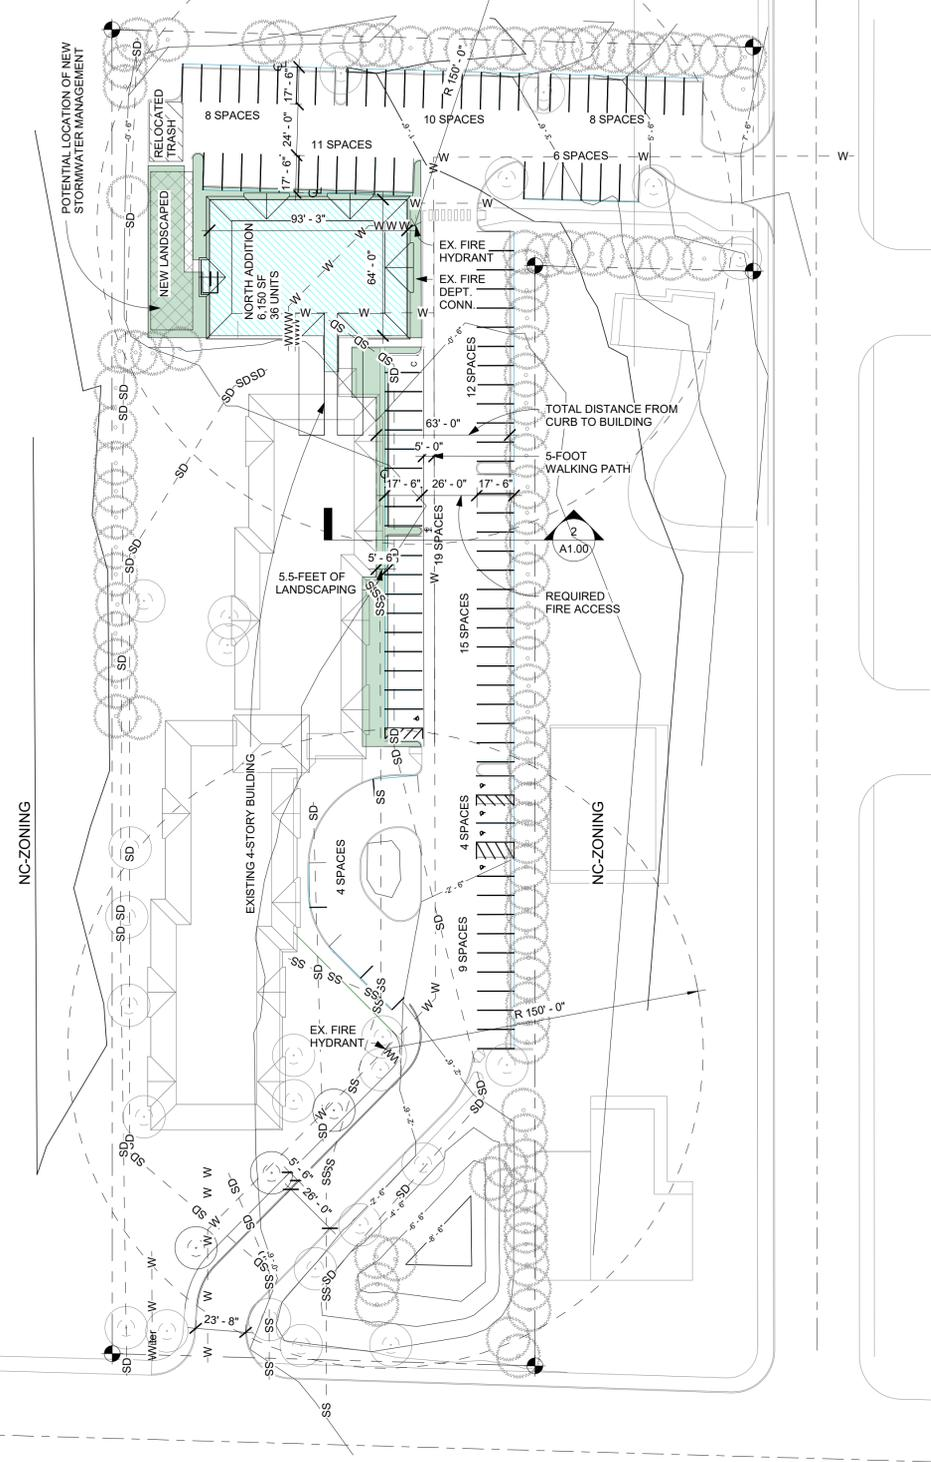 POTENTIAL LOCATION OF NEW
STORMWATER MANAGEMENT
RELOCATED
TRASH
8 SPACES
17' - 6"
24' - 0"
17' - 6"
11 SPACES
R 150' - 0"
10 SPACES
8 SPACES
6 SPACES
NEW LANDSCAPED
93' - 3"
64' - 0"
NORTH ADDITION
6,150 SF
36 UNITS
EX. FIRE
HYDRANT
EX. FIRE
DEPT.
CONN.
12 SPACES
63' - 0"
TOTAL DISTANCE FROM
CURB TO BUILDING
5' - 0"
5-FOOT
WALKING PATH
17' - 6"
26' - 0"
17' - 6"
19 SPACES
2
A1.00
5' - 6"
5.5-FEET OF
LANDSCAPING
REQUIRED
FIRE ACCESS
15 SPACES
NC-ZONING
EXISTING 4-STORY BUILDING
4 SPACES
4 SPACES
NC-ZONING
9 SPACES
R 150' - 0"
EX. FIRE
HYDRANT
5' - 6"
26' - 0"
23' - 8"